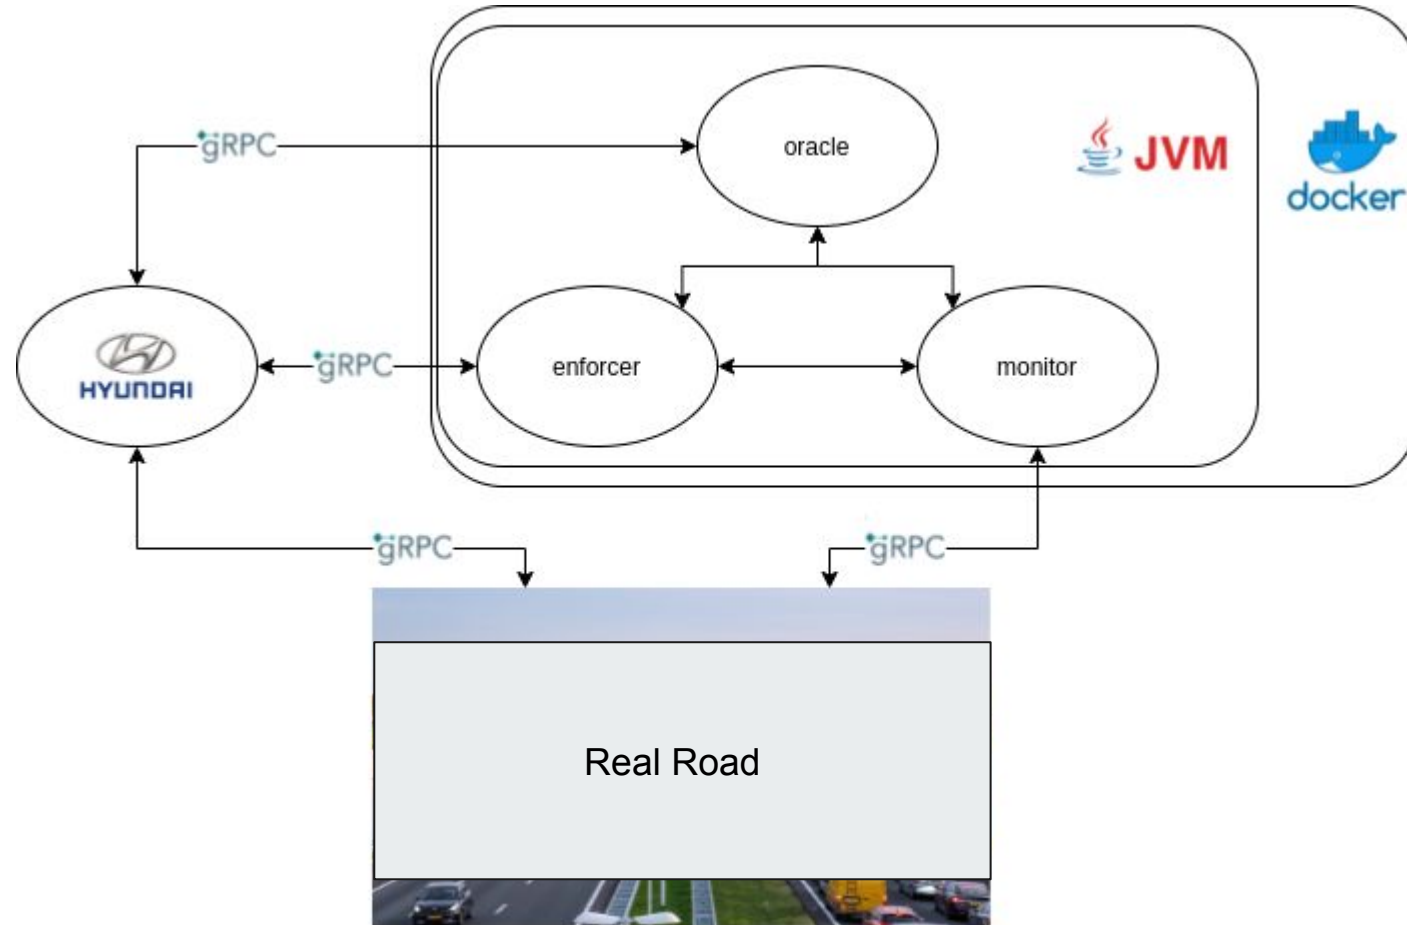 oracle
gRPC
JVM
docker
HYUNDAI
gRPC
enforcer
monitor
gRPC
gRPC
Real Road